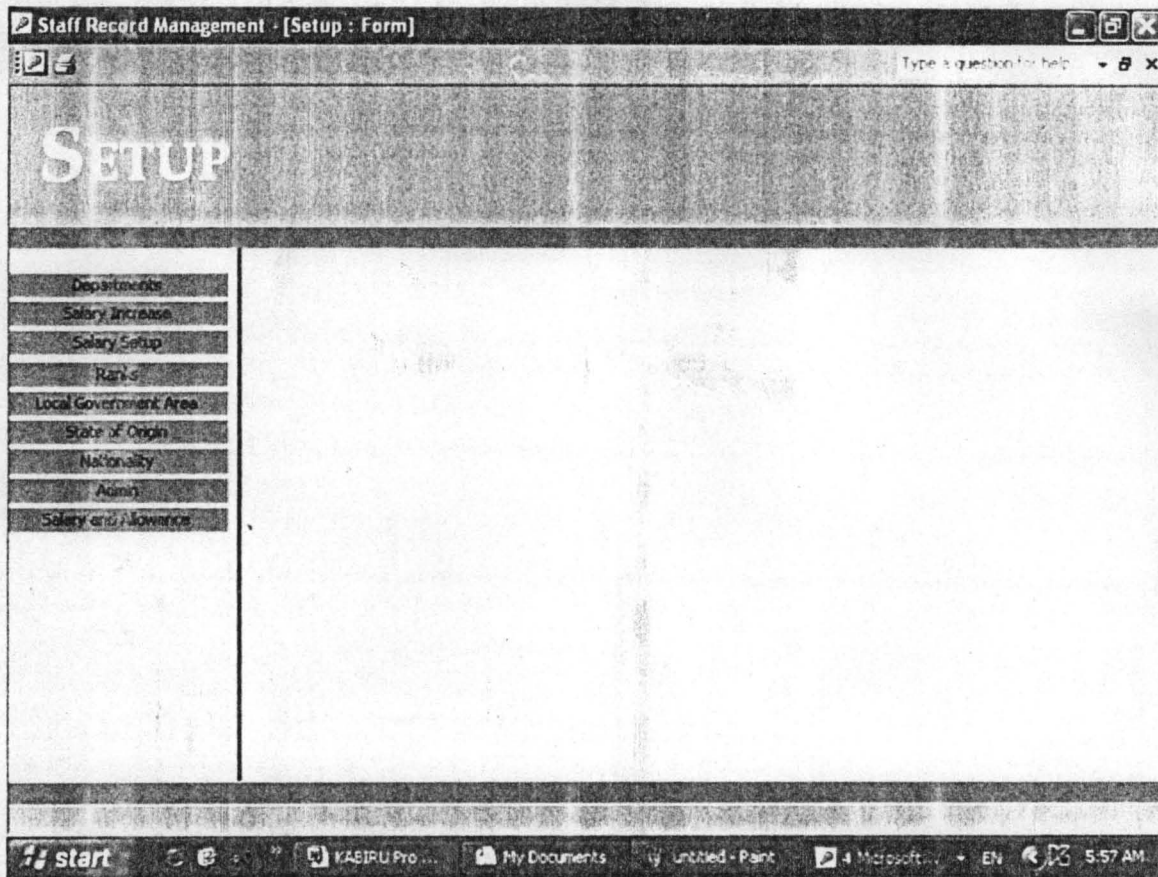 Staff Record Management - [Setup : Form]
Type a question for help
SETUP
Departments
Salary Increase
Salary Setup
Ranks
Local Government Area
State of Origin
Nationality
Admin
Salary and Allowance
start
KABIRU Pro ...
My Documents
untitled - Paint
4 Microsoft ...
EN
5:57 AM